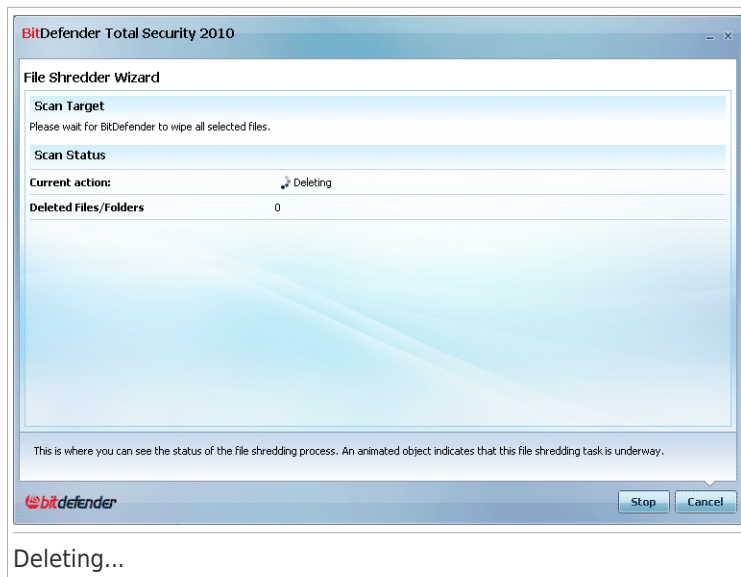 BitDefender Total Security 2010
File Shredder Wizard
Scan Target
Please wait for BitDefender to wipe all selected files.
Scan Status
Current action: Deleting
Deleted Files/Folders 0
This is where you can see the status of the file shredding process. An animated object indicates that this file shredding task is underway.
bitdefender
Stop Cancel
Deleting...